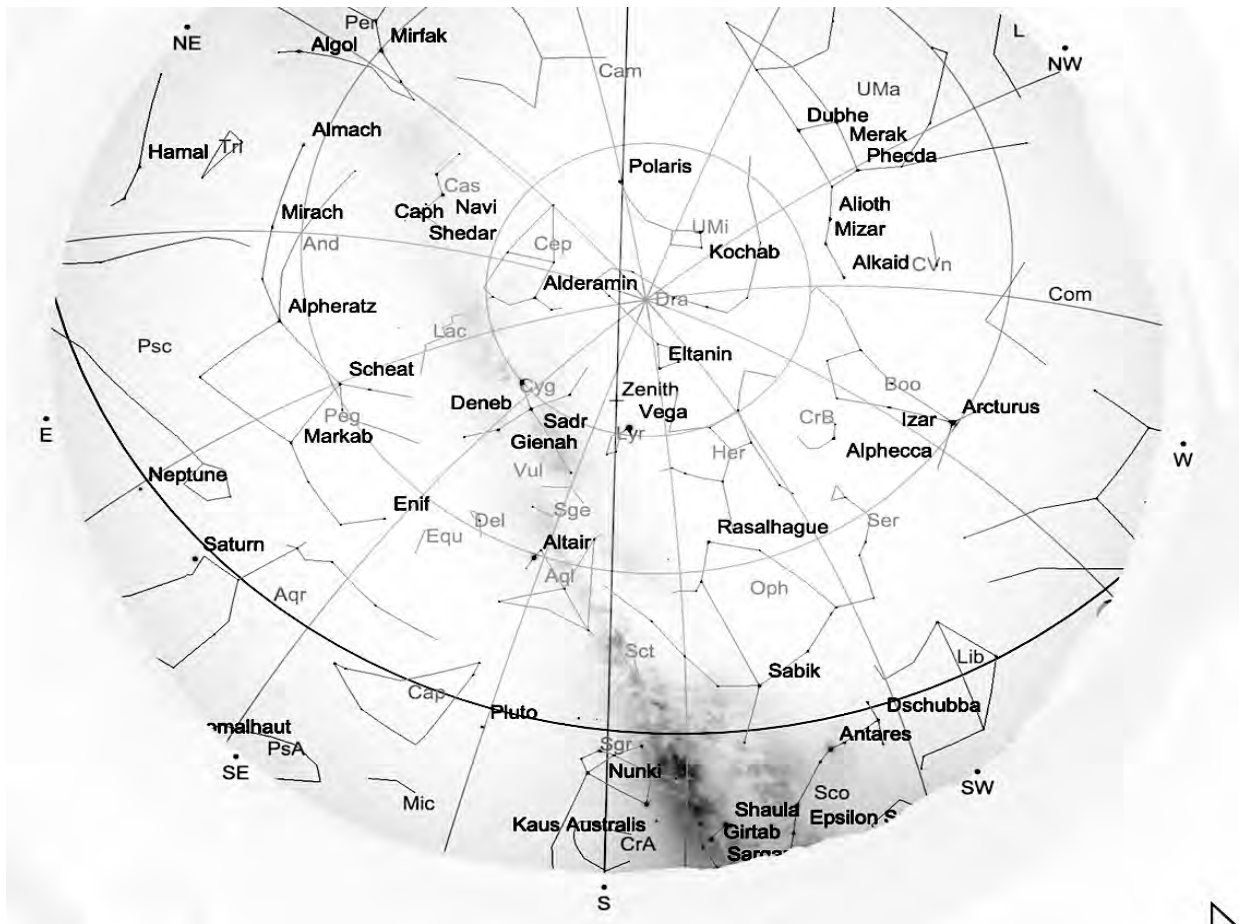 Per
NE
Algol
Mirfak
L
NW
Cam
UMa
Dubhe
Merak
Phecda
Almach
Hamal
Tri
Polaris
Cas
Caph
Navi
Shedar
Mirach
And
Cep
UMi
Kochab
Alioth
Mizar
Alkaid
CVn
Alderamin
Dra
Com
Alpheratz
Lac
Psc
Scheat
Eltanin
Cyg
Zenith
Boo
Deneb
Sadr
Vega
Izar
Arcturus
Peg
CrB
E
Markab
Gienah
Lyr
Alphecca
W
Her
Vul
Neptune
Enif
Sge
Del
Equ
Rasalhague
Ser
Saturn
Altair
Aql
Oph
Aqr
Sct
Sabik
Lib
Cap
Pluto
Dschubba
malhaut
Antares
PsA
Sgr
SE
Nunki
SW
Mic
Sco
Shaula
Epsilon S
Kaus Australis
Girtab
CrA
Sargas
S